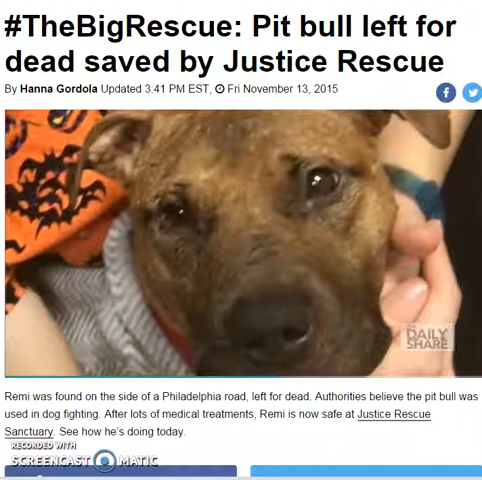 #TheBigRescue: Pit bull left for
dead saved by Justice Rescue
By Hanna Gordola Updated 3:41 PM EST, Fri November 13, 2015
f
DAILY
SHARE
Remi was found on the side of a Philadelphia road, left for dead. Authorities believe the pit bull was
used in dog fighting. After lots of medical treatments, Remi is now safe at Justice Rescue
Sanctuary. See how he's doing today.
RECORDED WITH
SCREENCAST MATIC